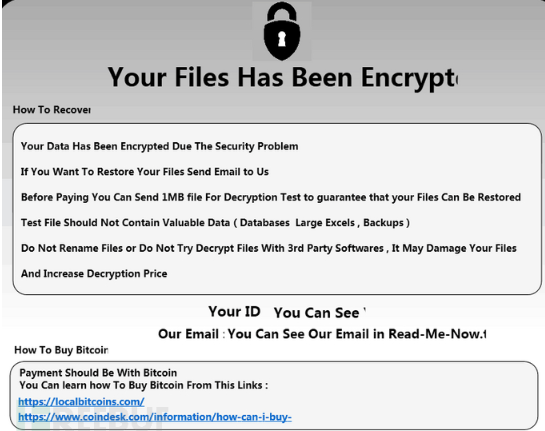 Your Files Has Been Encrypt
How To Recover
Your Data Has Been Encrypted Due The Security Problem
If You Want To Restore Your Files Send Email to Us
Before Paying You Can Send 1MB file For Decryption Test to guarantee that your Files Can Be Restored
Test File Should Not Contain Valuable Data ( Databases Large Excels , Backups )
Do Not Rename Files or Do Not Try Decrypt Files With 3rd Party Softwares , It May Damage Your Files
And Increase Decryption Price
Your ID You Can See
Our Email : You Can See Our Email in Read-Me-Now.t
How To Buy Bitcoin
Payment Should Be With Bitcoin
You Can learn how To Buy Bitcoin From This Links :
https://localbitcoins.com/
https://www.coindesk.com/information/how-can-i-buy-